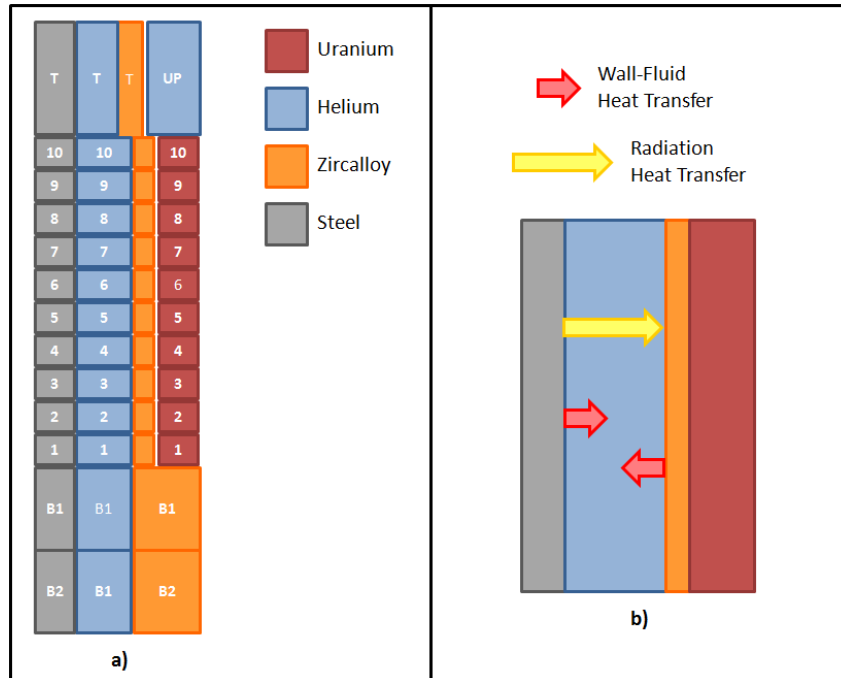 T T T UP
10 10 10
9 9 9
8 8 8
7 7 7
6 6 6
5 5 5
4 4 4
3 3 3
2 2 2
1 1 1
B1 B1 B1
B2 B1 B2
a)
Uranium
Helium
Zircalloy
Steel
Wall-Fluid
Heat Transfer
Radiation
Heat Transfer
b)